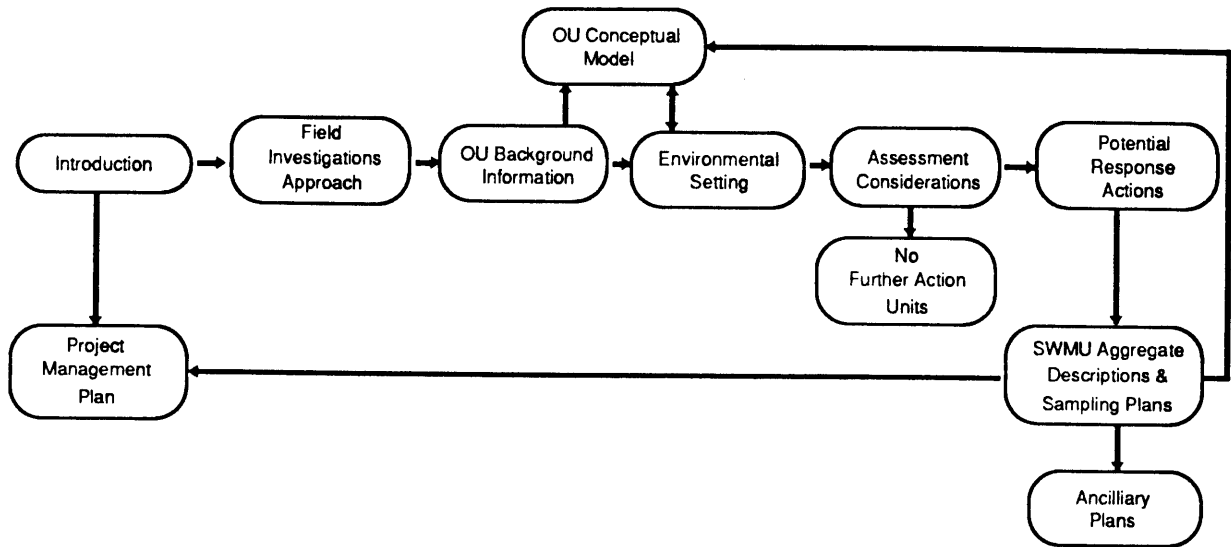 OU Conceptual
Model
Introduction
Field
Investigations
Approach
OU Background
Information
Environmental
Setting
Assessment
Considerations
Potential
Response
Actions
No
Further Action
Units
Project
Management
Plan
SWMU Aggregate
Descriptions &
Sampling Plans
Ancilliary
Plans